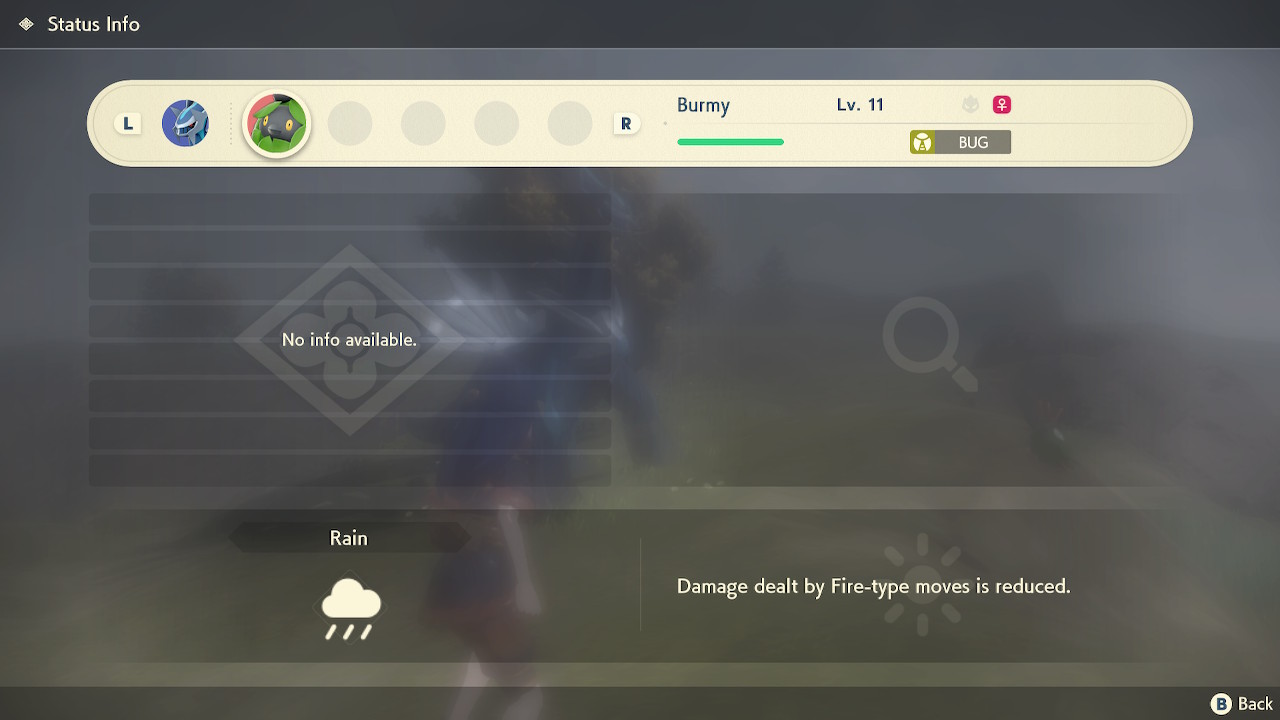 Status Info
L
R
Burmy
Lv. 11
BUG
No info available.
Rain
Damage dealt by Fire-type moves is reduced.
B Back